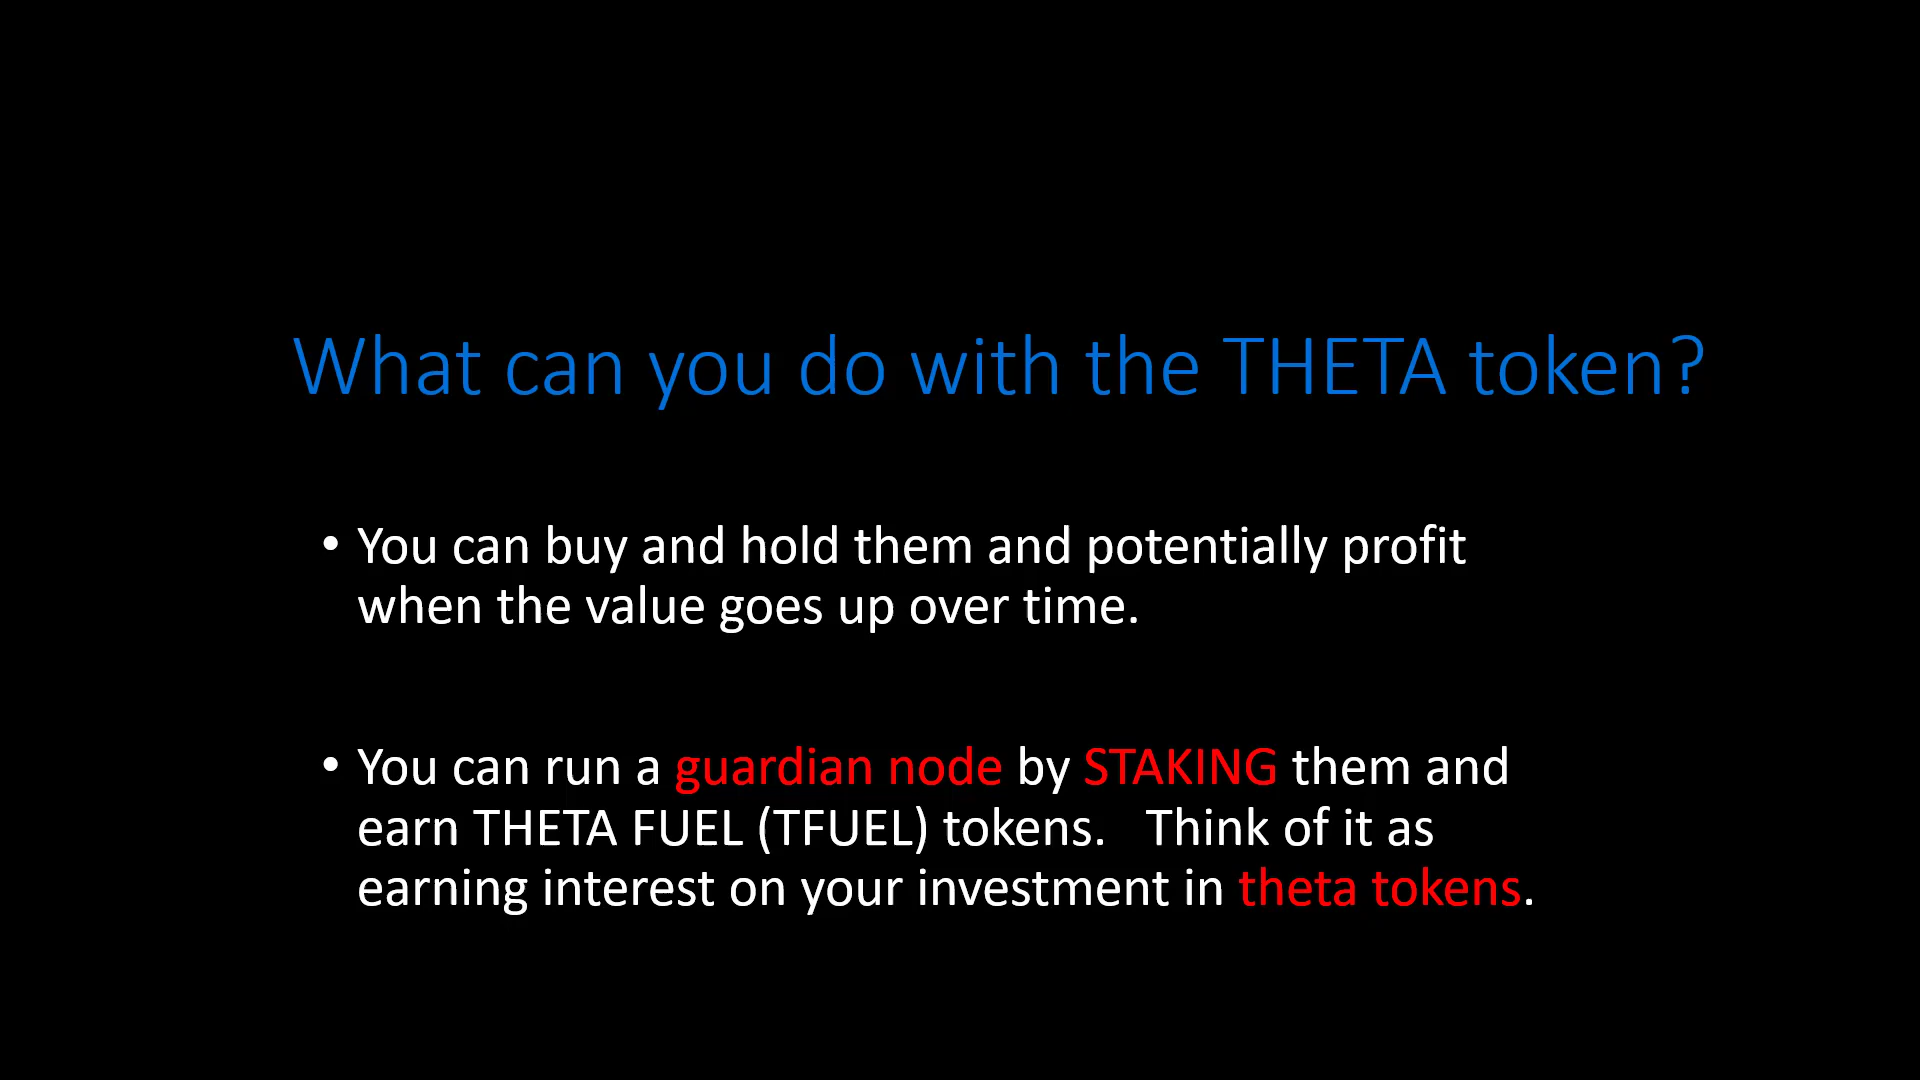 What can you do with the THETA token?
• You can buy and hold them and potentially profit
when the value goes up over time.
• You can run a guardian node by STAKING them and
earn THETA FUEL (TFUEL) tokens.   Think of it as
earning interest on your investment in theta tokens.